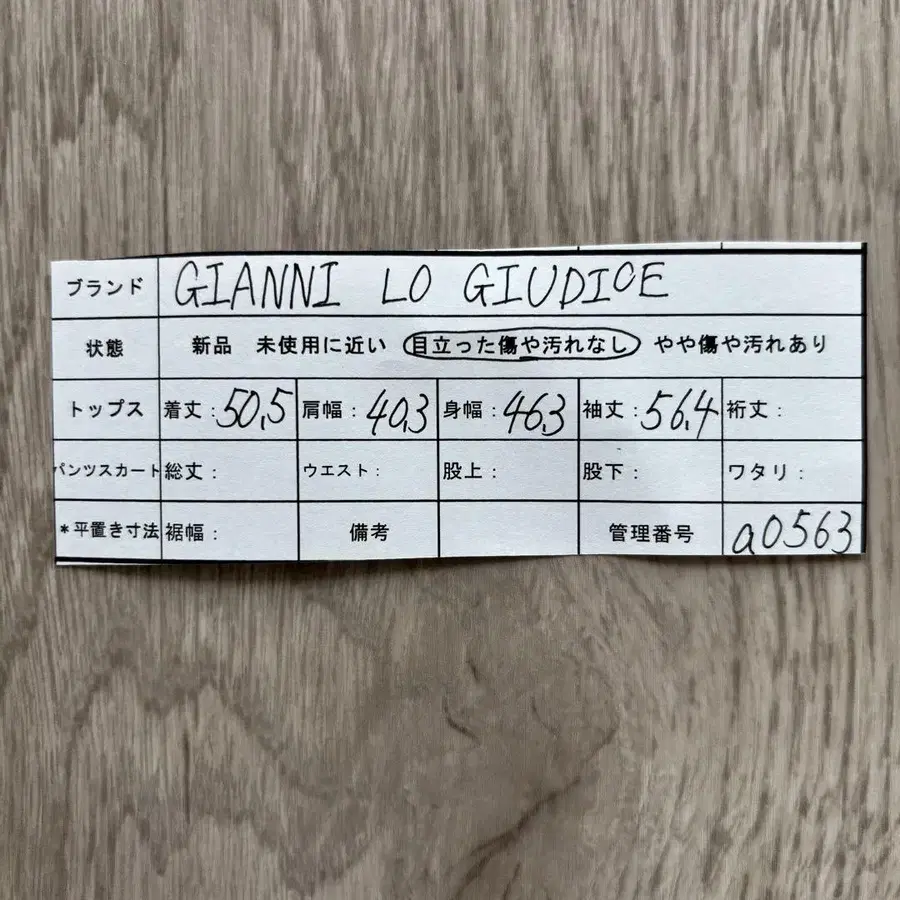 ブランド GIANNI LO GIUDICE
状態 新品 未使用に近い 目立った傷や汚れなし やや傷や汚れあり
トップス 着丈：50,5 肩幅：40,3 身幅：46,3 袖丈：56,4 裄丈：
パンツスカート 総丈： ウエスト： 股上： 股下： ワタリ：
＊平置き寸法 裾幅： 備考 管理番号 a0563